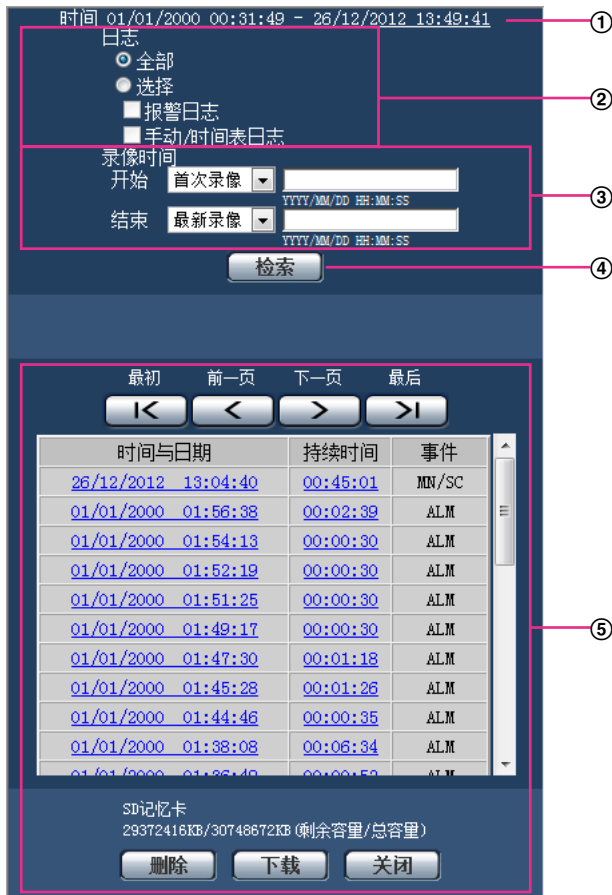 时间 01/01/2000 00:31:49 - 26/12/2012 13:49:41
①
日志
全部
选择
报警日志
手动/时间表日志
②
录像时间
开始 首次录像
YYYY/MM/DD HH:MM:SS
结束 最新录像
YYYY/MM/DD HH:MM:SS
③
检索
④
最初 前一页 下一页 最后
时间与日期 持续时间 事件
26/12/2012 13:04:40 00:45:01 MN/SC
01/01/2000 01:56:38 00:02:39 ALM
01/01/2000 01:54:13 00:00:30 ALM
01/01/2000 01:52:19 00:00:30 ALM
01/01/2000 01:51:25 00:00:30 ALM
01/01/2000 01:49:17 00:00:30 ALM
01/01/2000 01:47:30 00:01:18 ALM
01/01/2000 01:45:28 00:01:26 ALM
01/01/2000 01:44:46 00:00:35 ALM
01/01/2000 01:38:08 00:06:34 ALM
⑤
SD记忆卡
29372416KB/30748672KB(剩余容量/总容量)
删除 下载 关闭